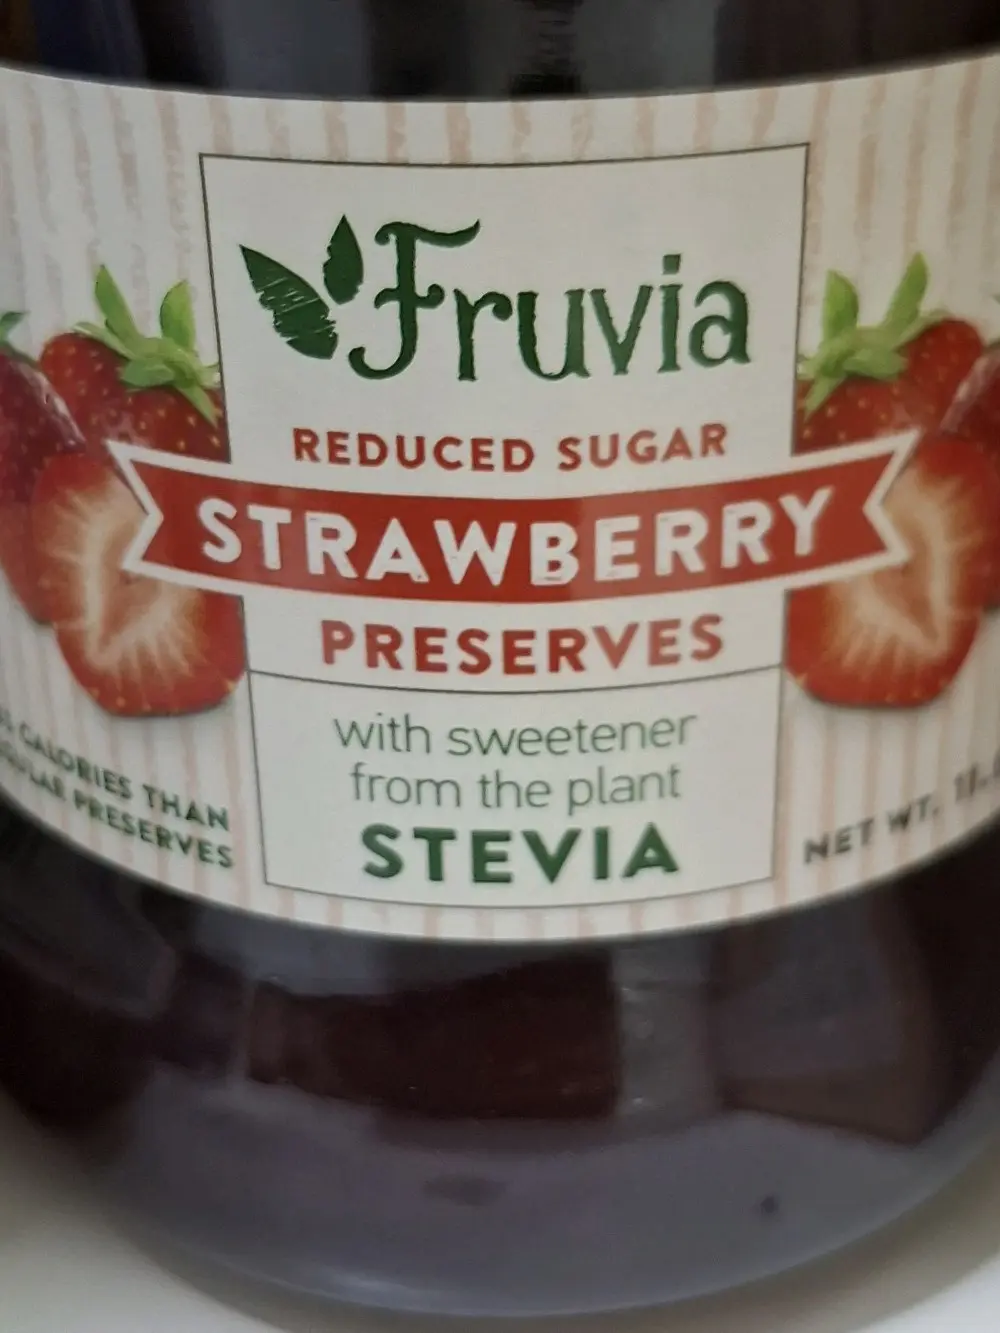 Fruvia
REDUCED SUGAR
STRAWBERRY
PRESERVES
with sweetener
from the plant
STEVIA
CALORIES THAN
PRESERVES
NET WT.